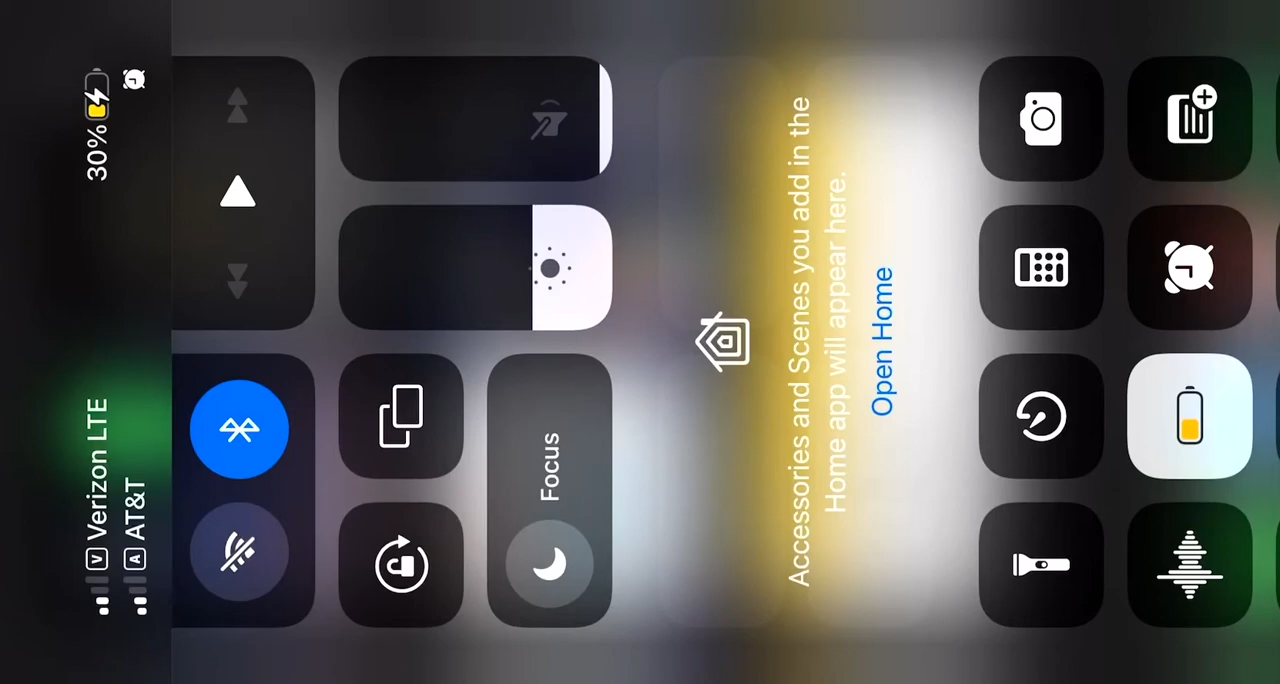 V Verizon LTE
A AT&T
30%
Focus
Accessories and Scenes you add in the
Home app will appear here.
Open Home